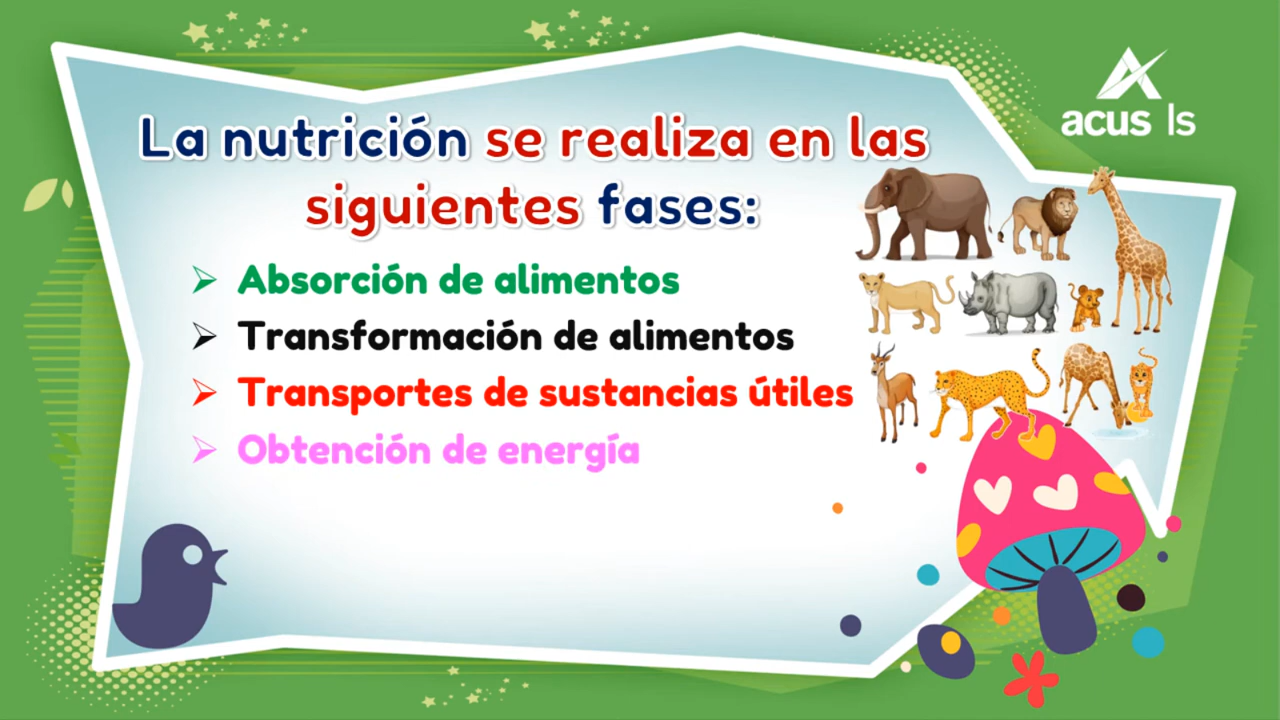 acus ls
La nutrición se realiza en las
siguientes fases:
Absorción de alimentos
Transformación de alimentos
Transportes de sustancias útiles
Obtención de energía